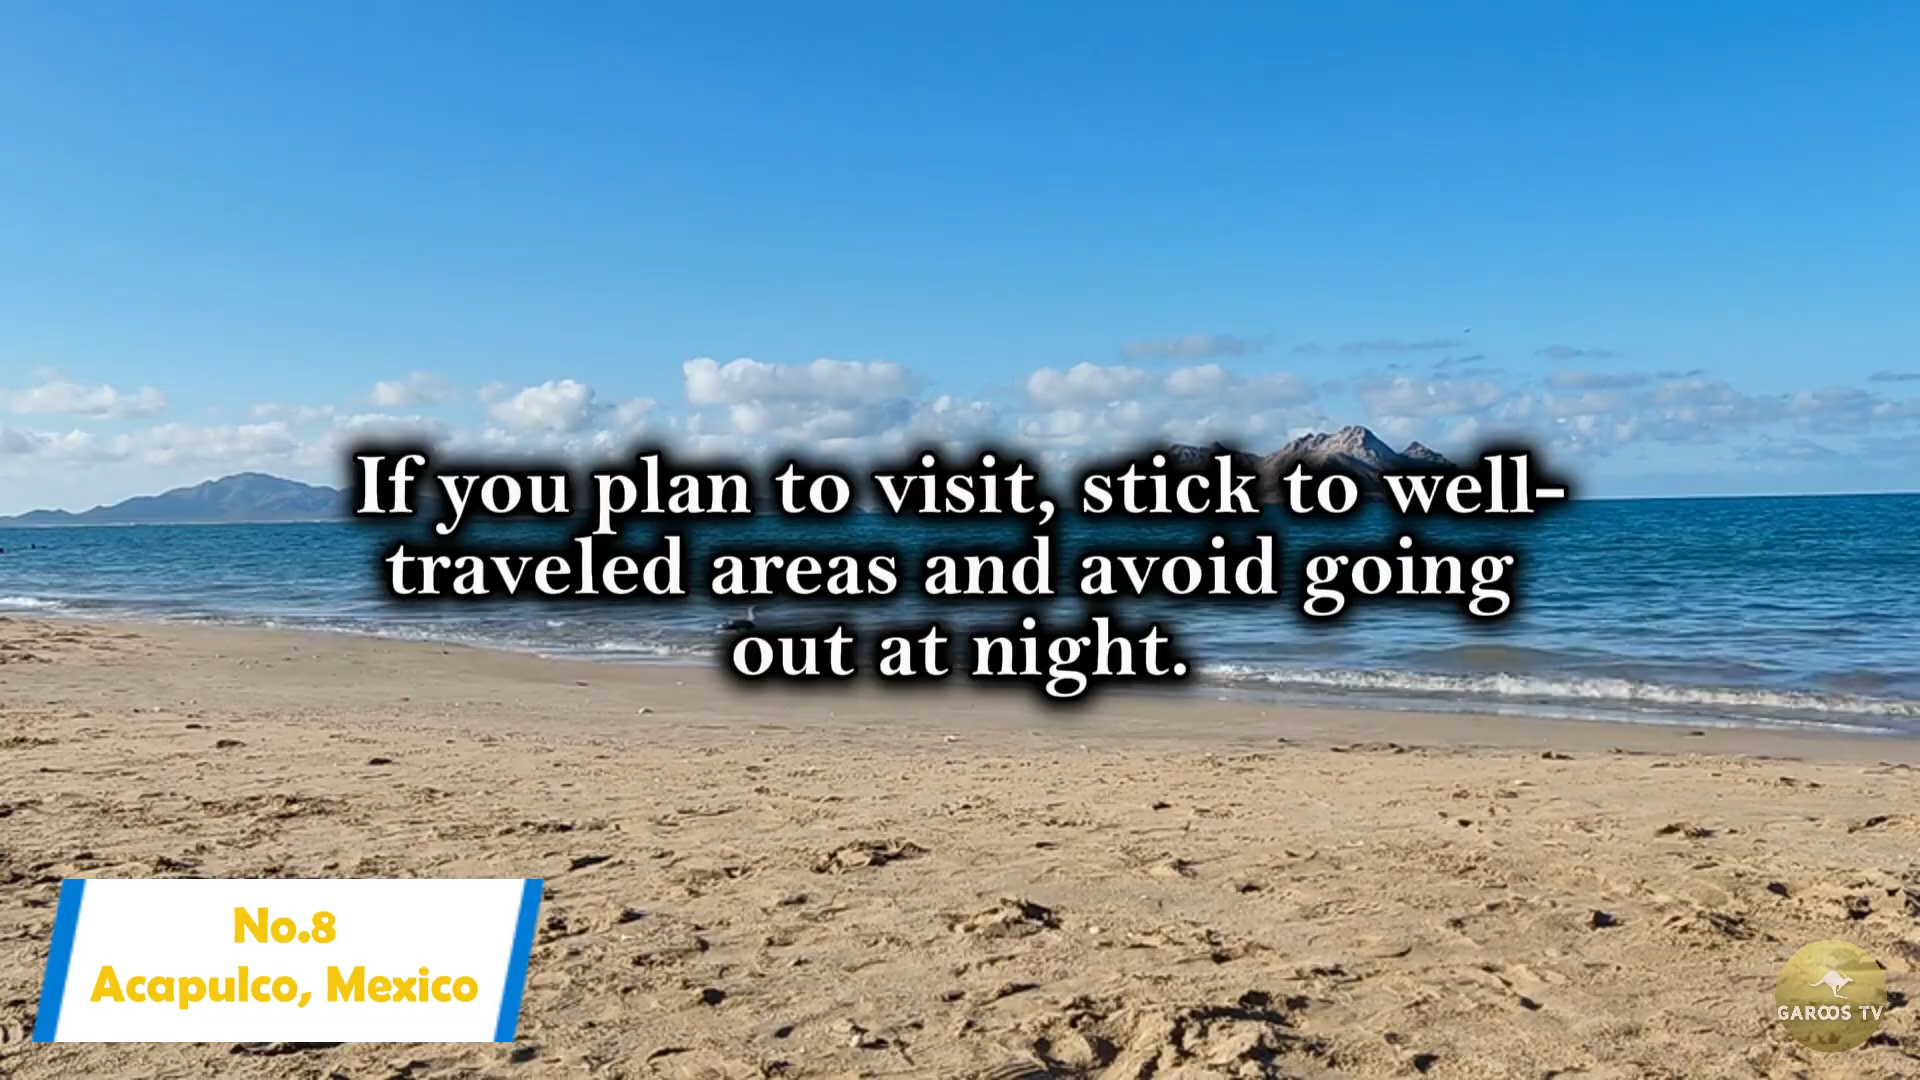 If you plan to visit, stick to well-
traveled areas and avoid going
out at night.
No.8
Acapulco, Mexico
GAROOS TV